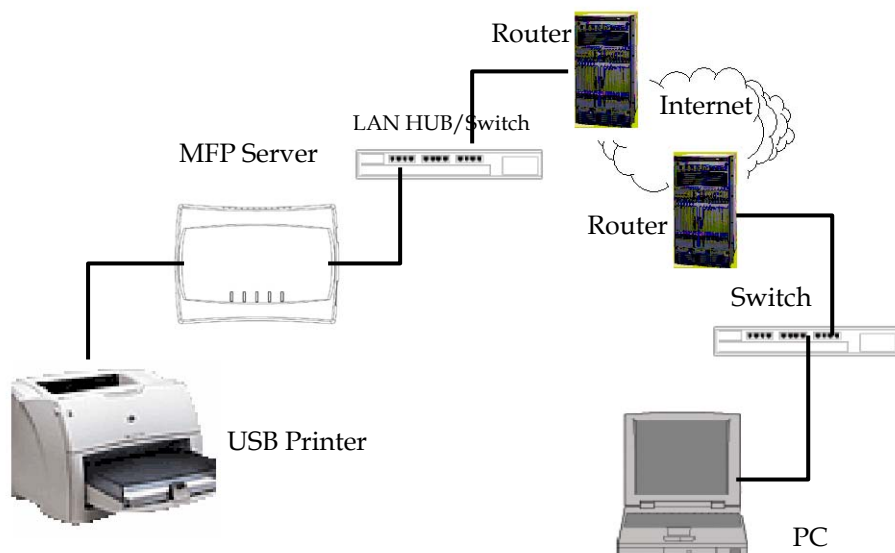 Router
Internet
LAN HUB/Switch
MFP Server
Router
Switch
USB Printer
PC